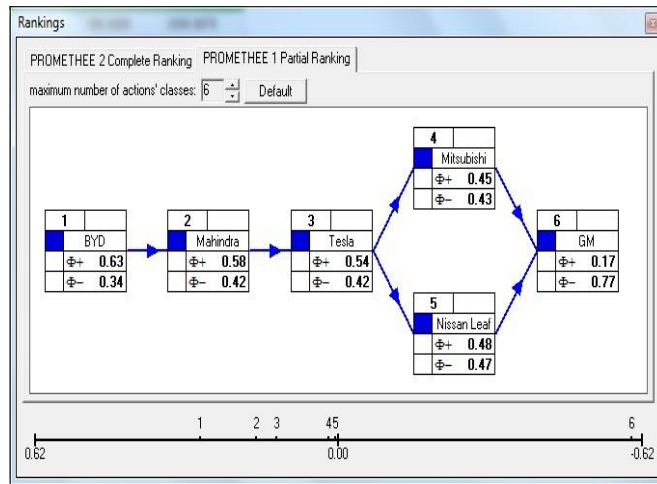 Rankings
PROMETHEE 2 Complete Ranking PROMETHEE 1 Partial Ranking
maximum number of actions' classes: 6 Default
1
BYD
Φ+ 0.63
Φ- 0.34
2
Mahindra
Φ+ 0.58
Φ- 0.42
3
Tesla
Φ+ 0.54
Φ- 0.42
4
Mitsubishi
Φ+ 0.45
Φ- 0.43
5
Nissan Leaf
Φ+ 0.48
Φ- 0.47
6
GM
Φ+ 0.17
Φ- 0.77
1 2 3 45 6
0.62 0.00 -0.62